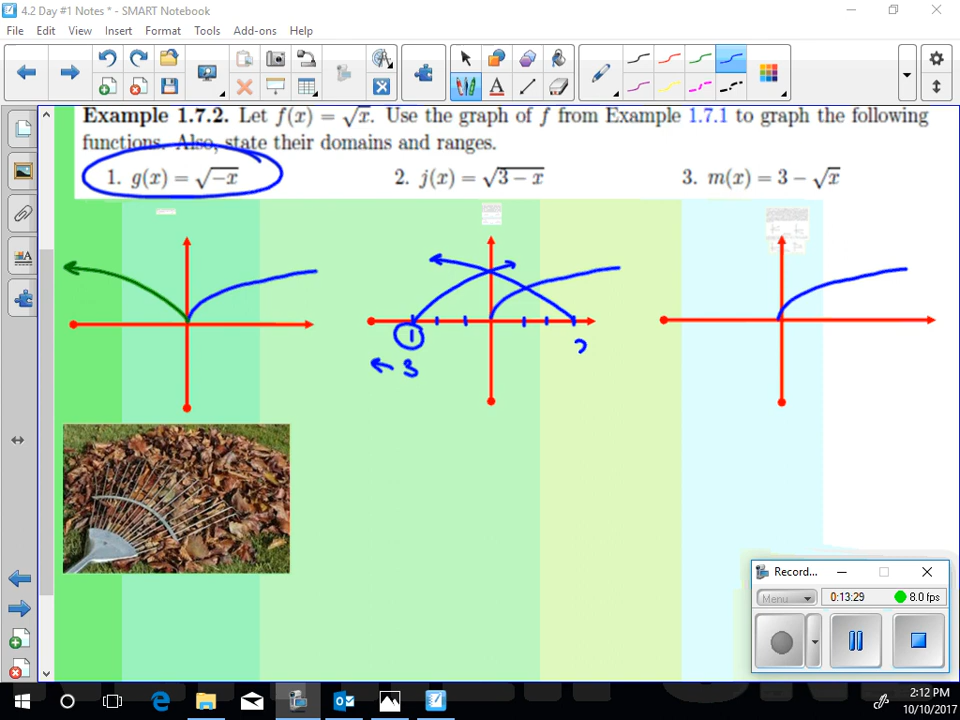 4.2 Day #1 Notes * - SMART Notebook
File Edit View Insert Format Tools Add-ons Help
Example 1.7.2. Let f(x) = √x. Use the graph of f from Example 1.7.1 to graph the following
functions. Also, state their domains and ranges.
1. g(x) = √−x 2. j(x) = √3 − x 3. m(x) = 3 − √x
← 3
Record...
Menu 0:13:29 8.0 fps
2:12 PM
10/10/2017